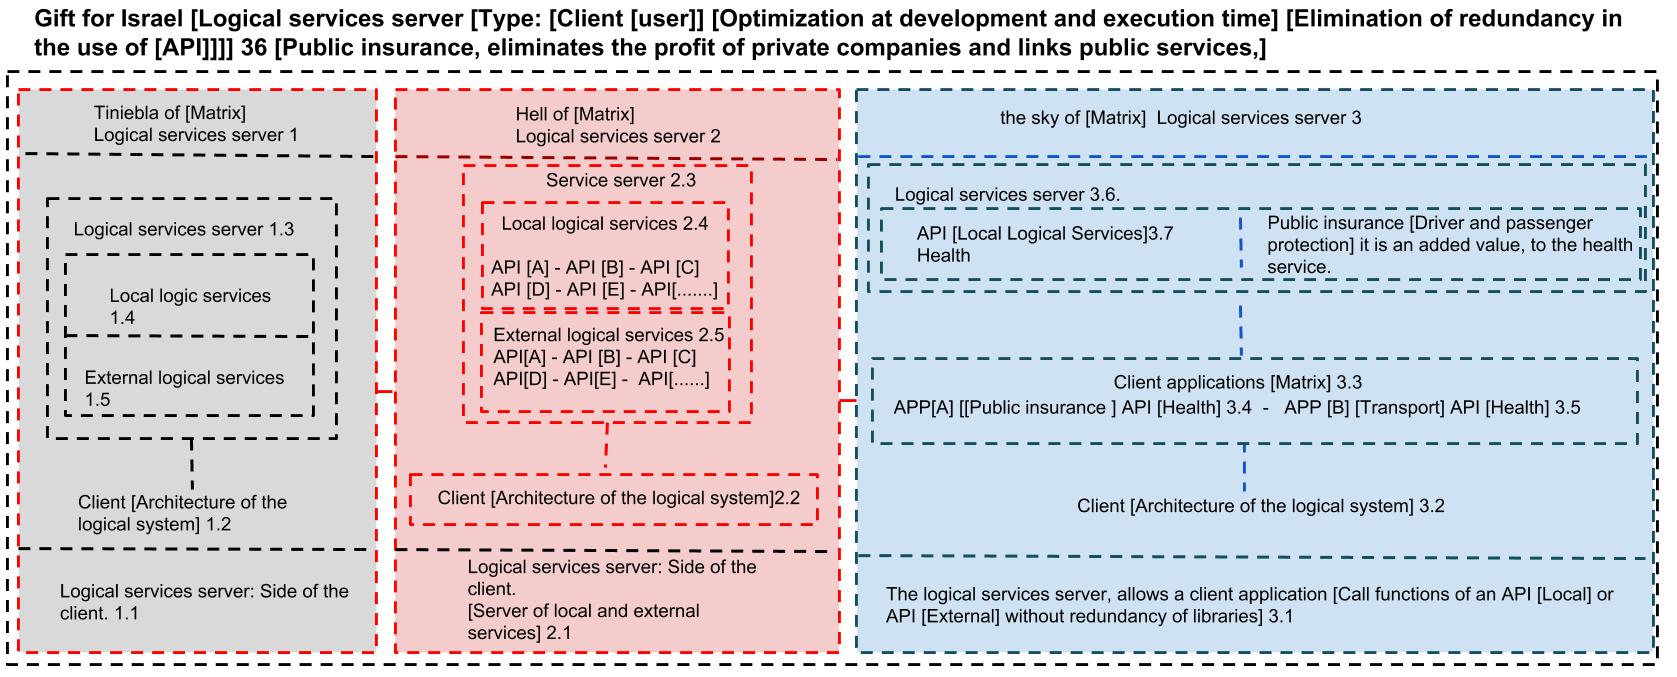 Gift for Israel [Logical services server [Type: [Client [user]] [Optimization at development and execution time] [Elimination of redundancy in
the use of [API]]]] 36 [Public insurance, eliminates the profit of private companies and links public services,]
Tiniebla of [Matrix]
Logical services server 1
Logical services server 1.3
Local logic services
1.4
External logical services
1.5
Client [Architecture of the
logical system] 1.2
Logical services server: Side of the
client. 1.1
Hell of [Matrix]
Logical services server 2
Service server 2.3
Local logical services 2.4
API [A] - API [B] - API [C]
API [D] - API [E] - API[.......]
External logical services 2.5
API[A] - API [B] - API [C]
API[D] - API[E] -  API[......]
Client [Architecture of the logical system]2.2
Logical services server: Side of the
client.
[Server of local and external
services] 2.1
the sky of [Matrix]  Logical services server 3
Logical services server 3.6.
API [Local Logical Services]3.7
Health
Public insurance [Driver and passenger
protection] it is an added value, to the health
service.
Client applications [Matrix] 3.3
APP[A] [[Public insurance ] API [Health] 3.4  -   APP [B] [Transport] API [Health] 3.5
Client [Architecture of the logical system] 3.2
The logical services server, allows a client application [Call functions of an API [Local] or
API [External] without redundancy of libraries] 3.1